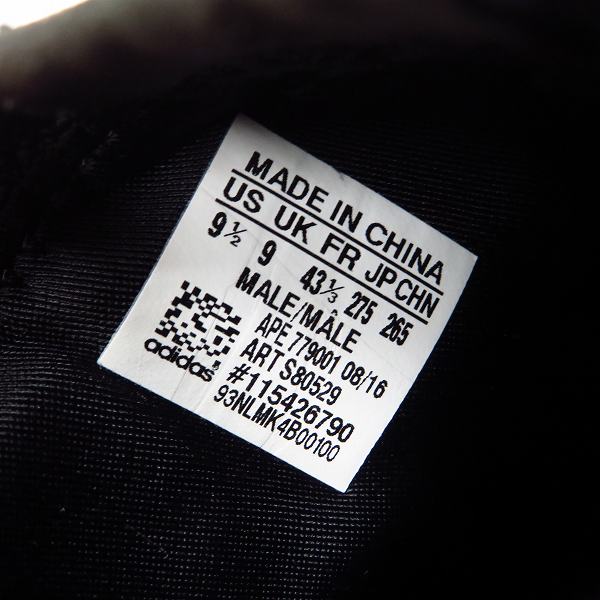 MADE IN CHINA
US UK FR JP CHN
9½ 9 43⅓ 275 265
MALE/MÂLE
APE 779001 08/16
ART S80529
#115426790
93NLMK4B00100
adidas